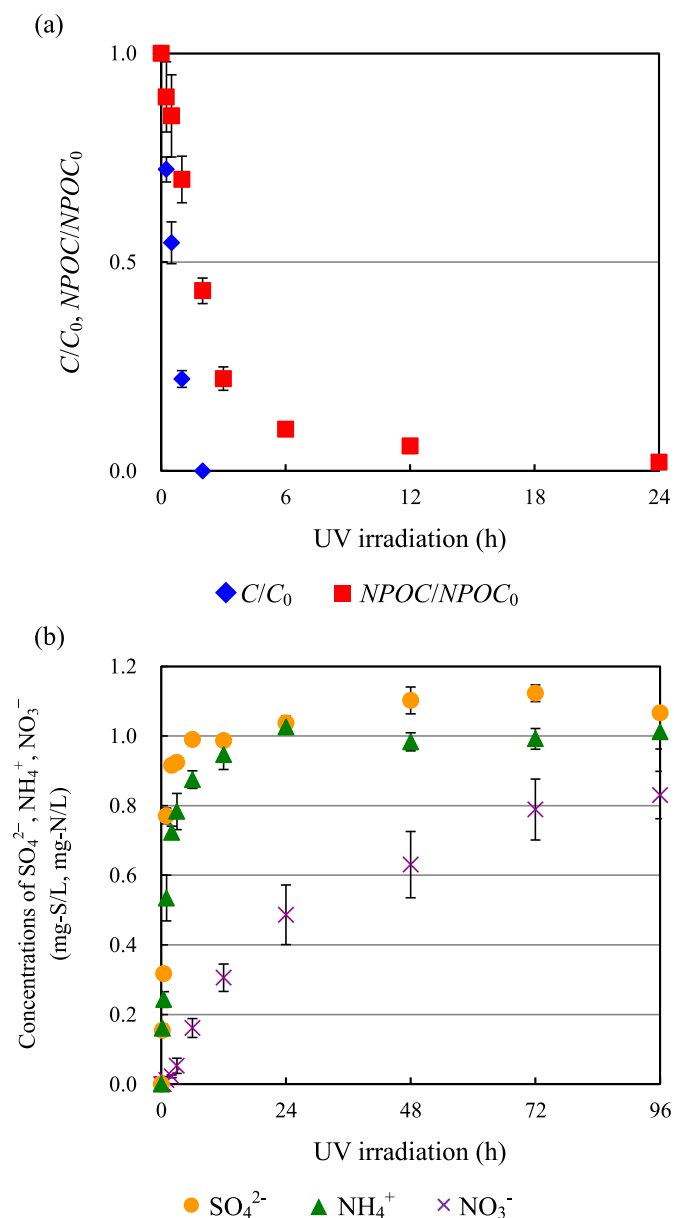 (a)
C/C₀, NPOC/NPOC₀
1.0
0.5
0.0
0 6 12 18 24
UV irradiation (h)
C/C₀ NPOC/NPOC₀
(b)
Concentrations of SO₄²⁻, NH₄⁺, NO₃⁻
(mg-S/L, mg-N/L)
1.2
1.0
0.8
0.6
0.4
0.2
0.0
0 24 48 72 96
UV irradiation (h)
SO₄²⁻ NH₄⁺ NO₃⁻